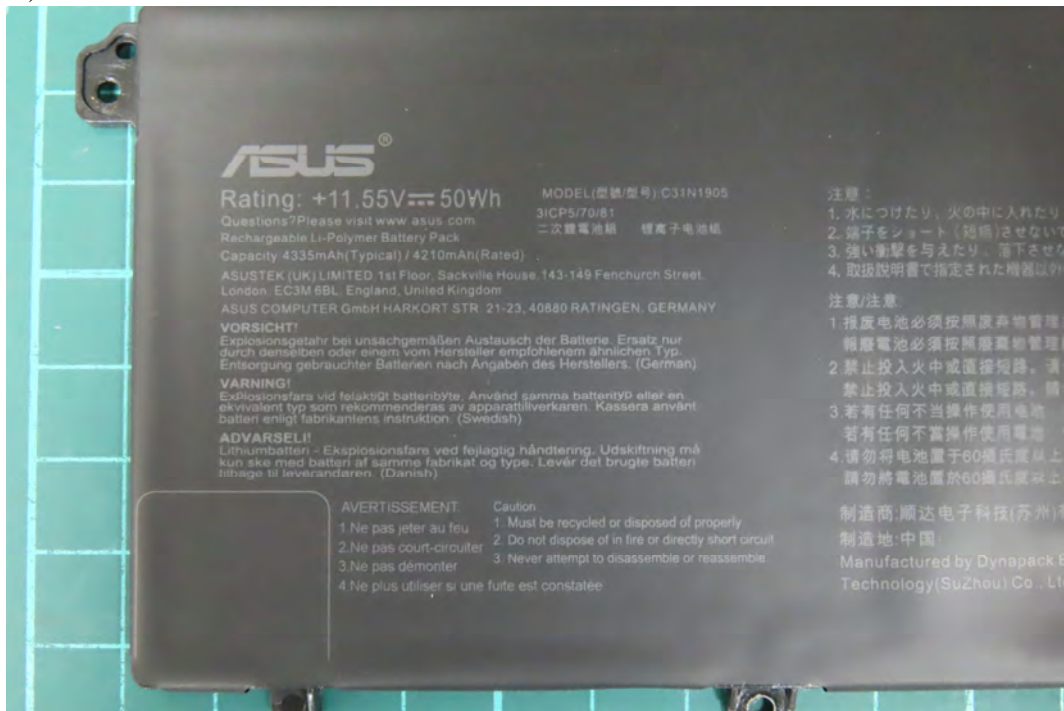 ASUS®
Rating: +11.55V⎓50Wh
Questions?Please visit www.asus.com
Rechargeable Li-Polymer Battery Pack
Capacity 4335mAh(Typical) / 4210mAh(Rated)
MODEL(型號/型号):C31N1905
3ICP5/70/81
二次鋰電池組 锂离子电池组
ASUSTEK (UK) LIMITED 1st Floor, Sackville House,143-149 Fenchurch Street,
London, EC3M 6BL, England, United Kingdom
ASUS COMPUTER GmbH HARKORT STR. 21-23, 40880 RATINGEN, GERMANY
VORSICHT!
Explosionsgefahr bei unsachgemäßen Austausch der Batterie. Ersatz nur
durch denselben oder einem vom Hersteller empfohlenem ähnlichen Typ.
Entsorgung gebrauchter Batterien nach Angaben des Herstellers. (German)
VARNING!
Explosionsfara vid felaktigt batteribyte. Använd samma batterityp eller en
ekvivalent typ som rekommenderas av apparattillverkaren. Kassera använt
batteri enligt fabrikantens instruktion. (Swedish)
ADVARSELI!
Lithiumbatteri - Eksplosionsfare ved fejlagtig håndtering. Udskiftning må
kun ske med batteri af samme fabrikat og type. Levér det brugte batteri
tilbage til leverandøren. (Danish)
AVERTISSEMENT
1.Ne pas jeter au feu
2.Ne pas court-circuiter
3.Ne pas démonter
4.Ne plus utiliser si une fuite est constatée
Caution
1. Must be recycled or disposed of properly
2. Do not dispose of in fire or directly short circuit
3. Never attempt to disassemble or reassemble
注意：
1. 水につけたり、火の中に入れたり
2. 端子をショート（短絡）させないで
3. 強い衝撃を与えたり、落下させな
4. 取扱説明書で指定された機器以外
注意/注意:
1.报废电池必须按照废弃物管理
報廢電池必須按照廢棄物管理
2.禁止投入火中或直接短路。请
禁止投入火中或直接短路。請
3.若有任何不当操作使用电池
若有任何不當操作使用電池
4.请勿将电池置于60摄氏度以上
請勿將電池置於60攝氏度以上
制造商:顺达电子科技(苏州)有
制造地:中国
Manufactured by Dynapack E
Technology(SuZhou) Co., Lt